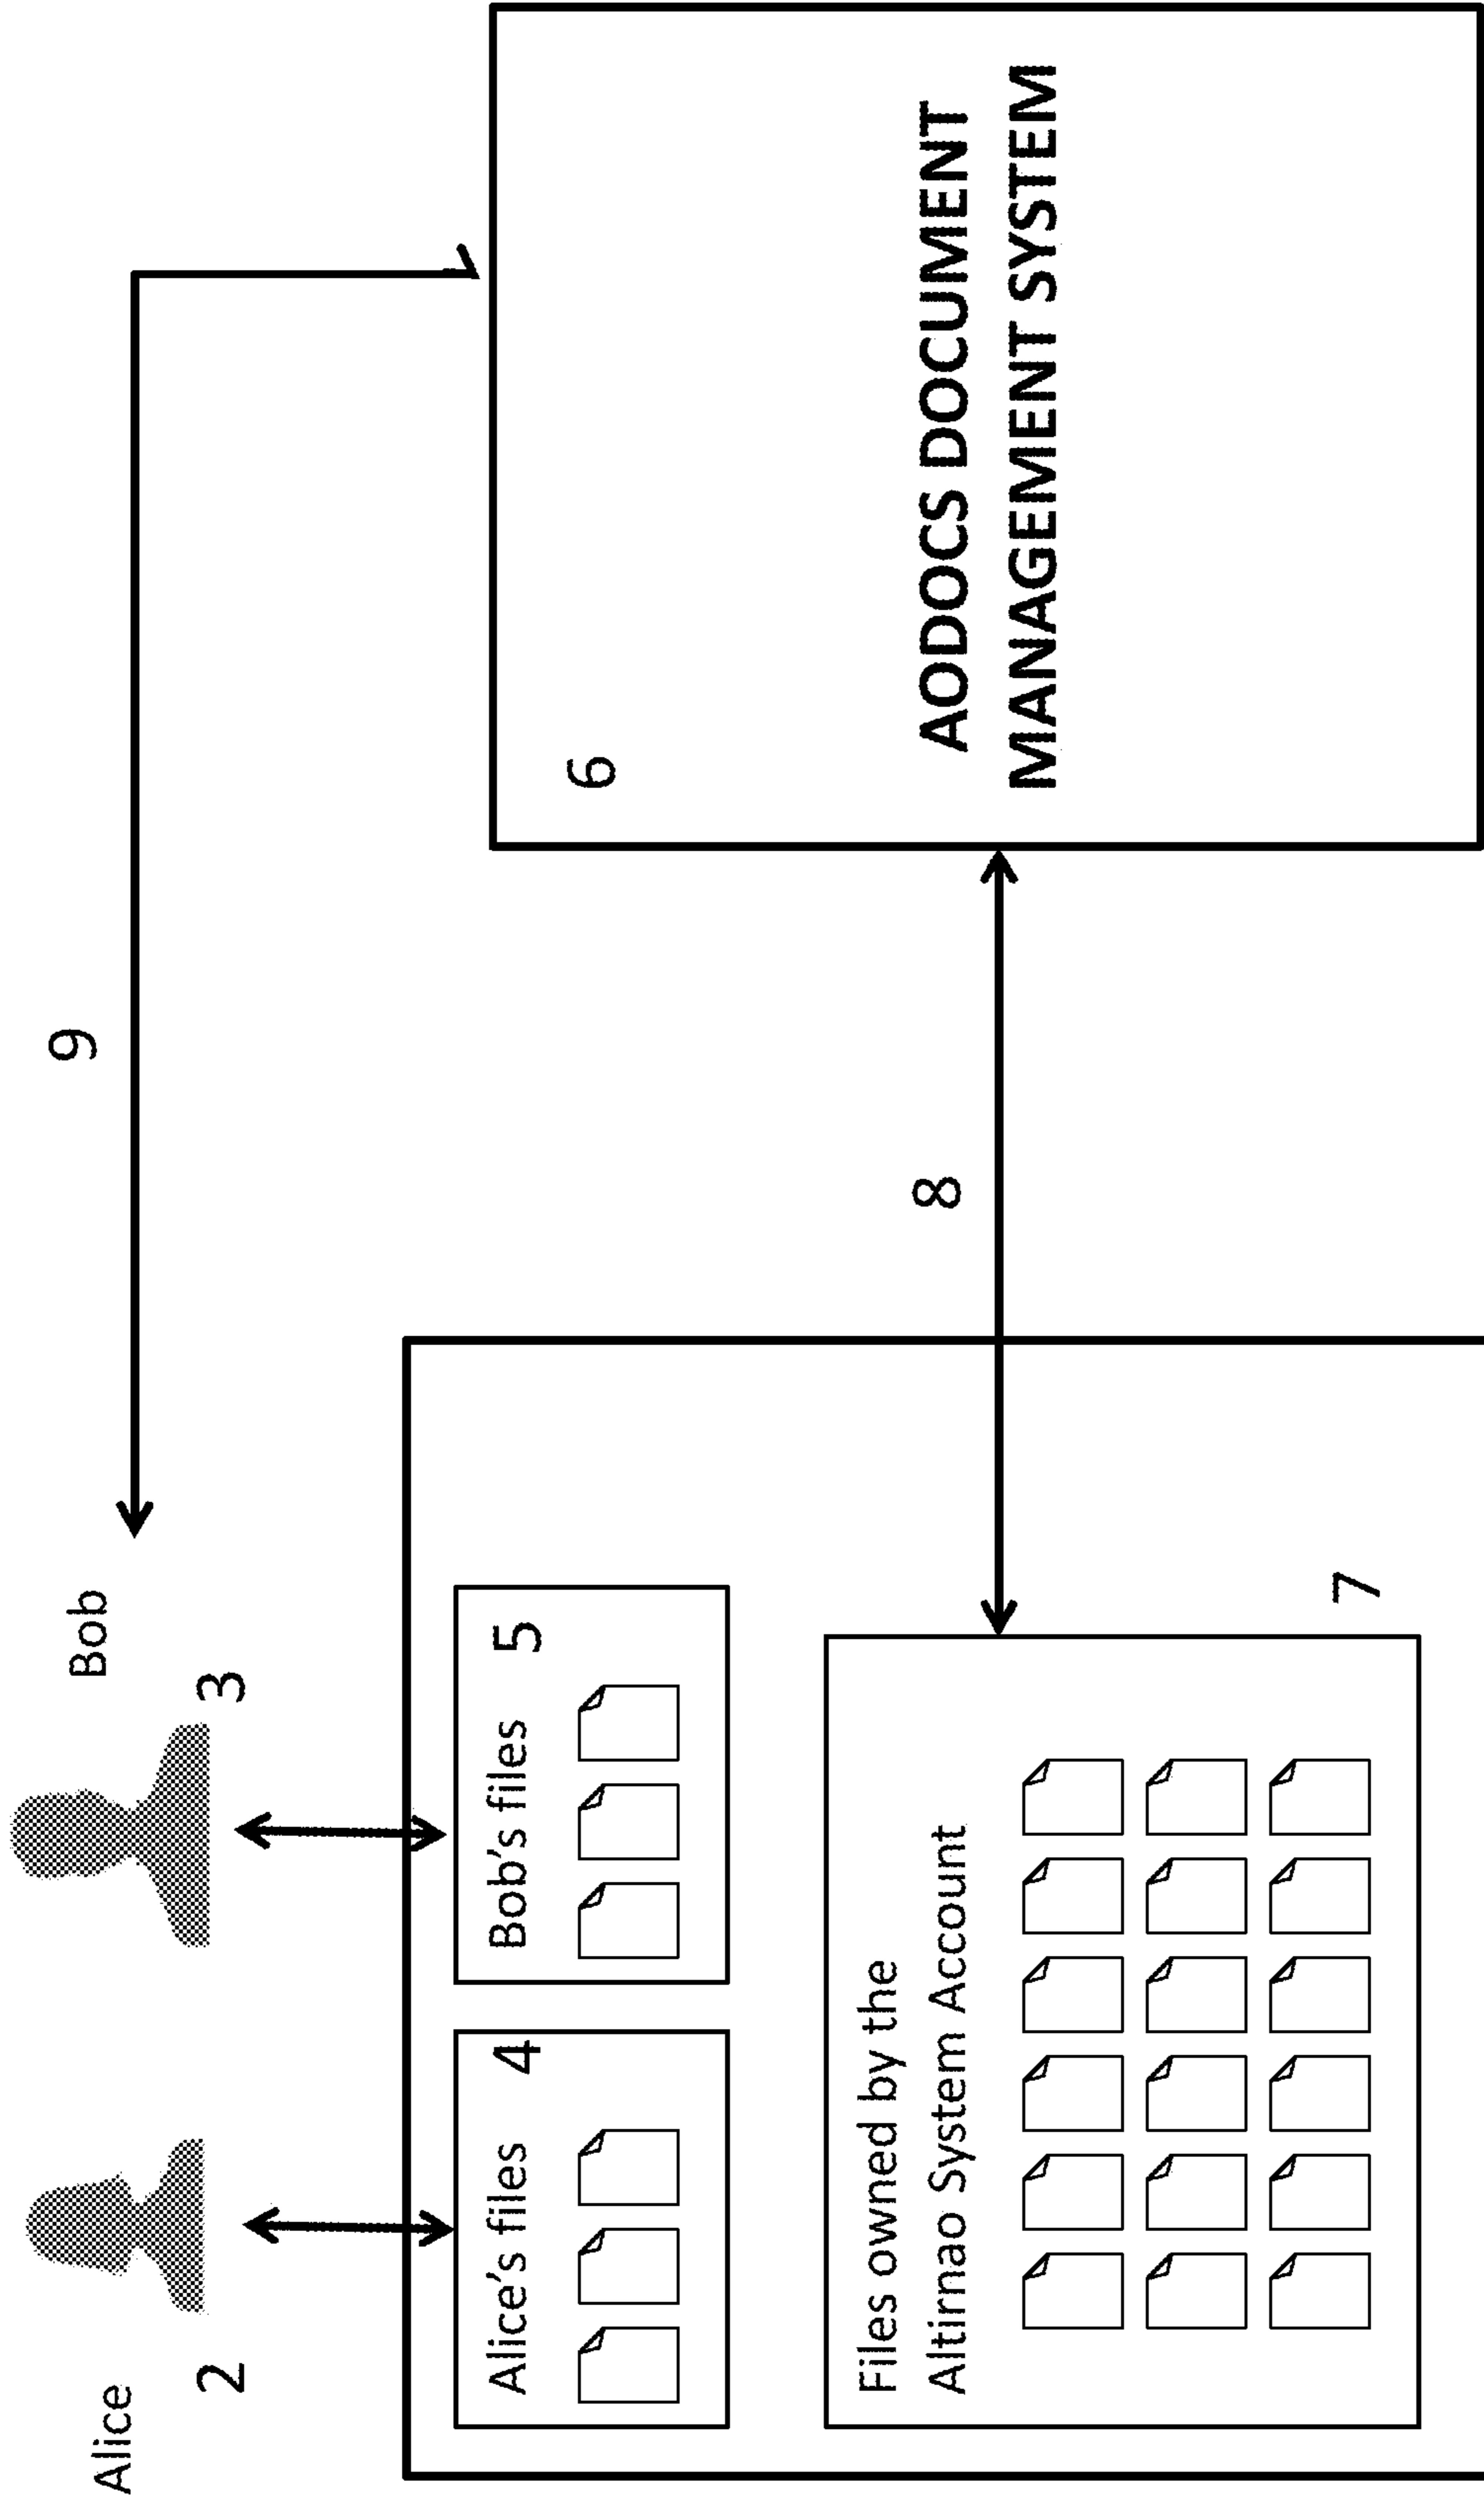 Alice
2
Bob
3
9
Alice's files
4
Bob's files
5
Files owned by the
Altirnao System Account
7
8
6
AODOCS DOCUMENT
MANAGEMENT SYSTEM